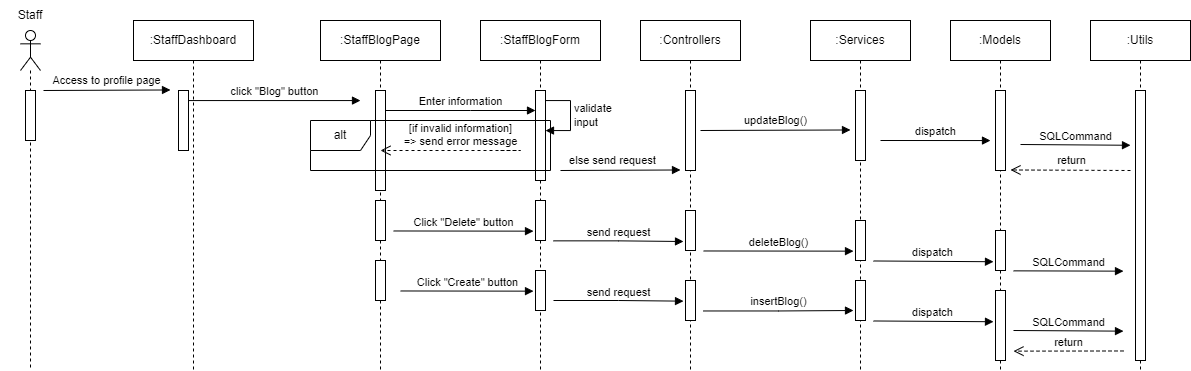 Staff
:StaffDashboard
:StaffBlogPage
:StaffBlogForm
:Controllers
:Services
:Models
:Utils
Access to profile page
click "Blog" button
Enter information
validate
input
alt
[if invalid information]
=> send error message
updateBlog()
dispatch
SQLCommand
return
else send request
Click "Delete" button
send request
deleteBlog()
dispatch
SQLCommand
Click "Create" button
send request
insertBlog()
dispatch
SQLCommand
return